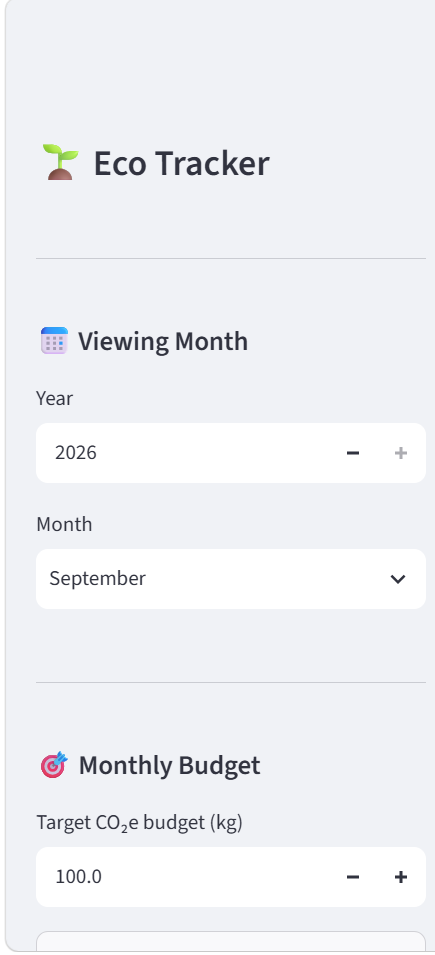 Eco Tracker
Viewing Month
Year
2026
Month
September
Monthly Budget
Target CO₂e budget (kg)
100.0